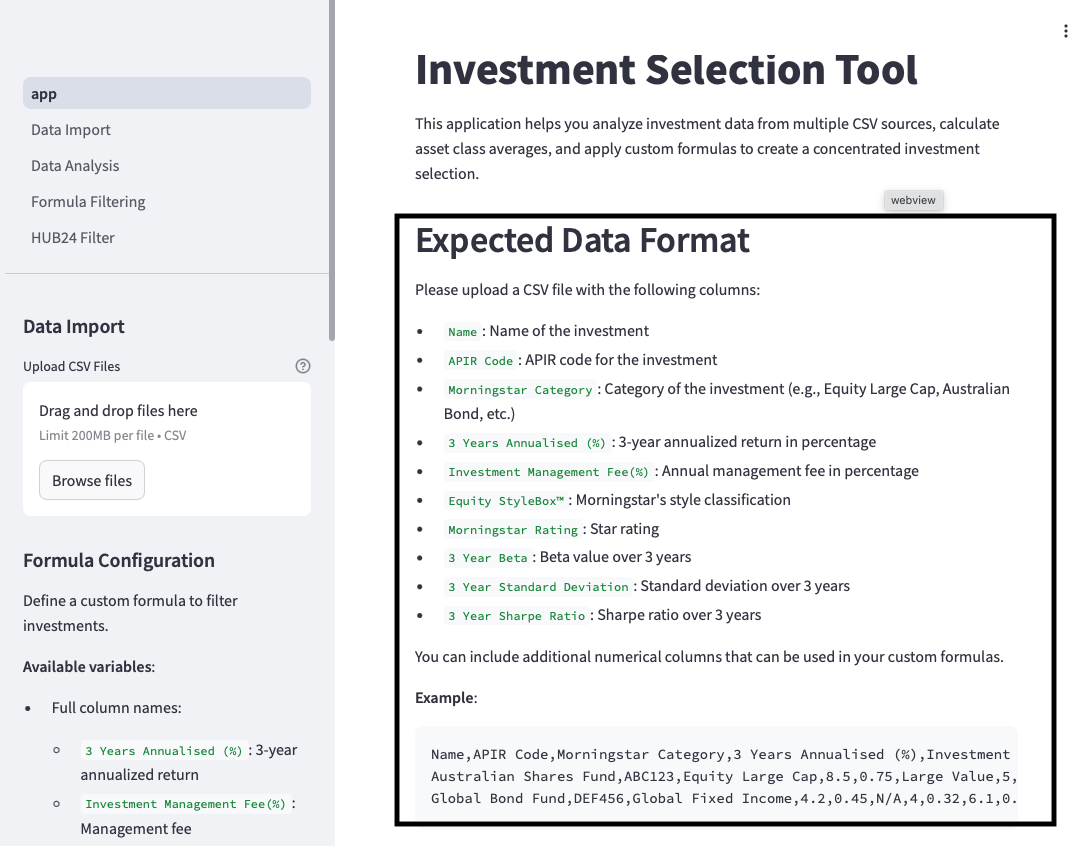 app
Data Import
Data Analysis
Formula Filtering
HUB24 Filter
Data Import
Upload CSV Files
?
Drag and drop files here
Limit 200MB per file • CSV
Browse files
Formula Configuration
Define a custom formula to filter
investments.
Available variables:
• Full column names:
○ 3 Years Annualised (%) : 3-year
annualized return
○ Investment Management Fee(%) :
Management fee
Investment Selection Tool
This application helps you analyze investment data from multiple CSV sources, calculate
asset class averages, and apply custom formulas to create a concentrated investment
selection.
webview
Expected Data Format
Please upload a CSV file with the following columns:
• Name : Name of the investment
• APIR Code : APIR code for the investment
• Morningstar Category : Category of the investment (e.g., Equity Large Cap, Australian
Bond, etc.)
• 3 Years Annualised (%) : 3-year annualized return in percentage
• Investment Management Fee(%) : Annual management fee in percentage
• Equity StyleBox™ : Morningstar's style classification
• Morningstar Rating : Star rating
• 3 Year Beta : Beta value over 3 years
• 3 Year Standard Deviation : Standard deviation over 3 years
• 3 Year Sharpe Ratio : Sharpe ratio over 3 years
You can include additional numerical columns that can be used in your custom formulas.
Example:
Name,APIR Code,Morningstar Category,3 Years Annualised (%),Investment
Australian Shares Fund,ABC123,Equity Large Cap,8.5,0.75,Large Value,5,
Global Bond Fund,DEF456,Global Fixed Income,4.2,0.45,N/A,4,0.32,6.1,0.